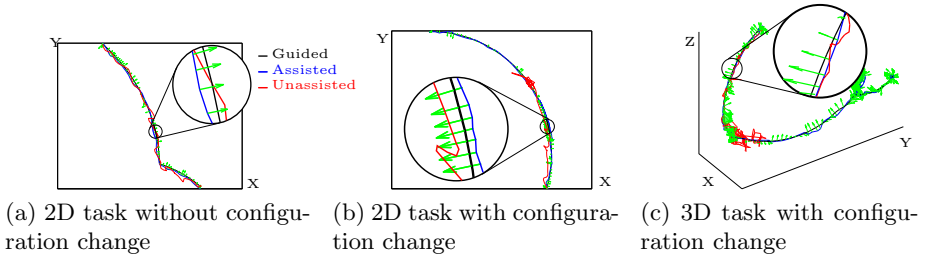 Y
Guided
Assisted
Unassisted
X
(a) 2D task without configu-
ration change
Y
X
(b) 2D task with configura-
tion change
Z
Y
X
(c) 3D task with configu-
ration change